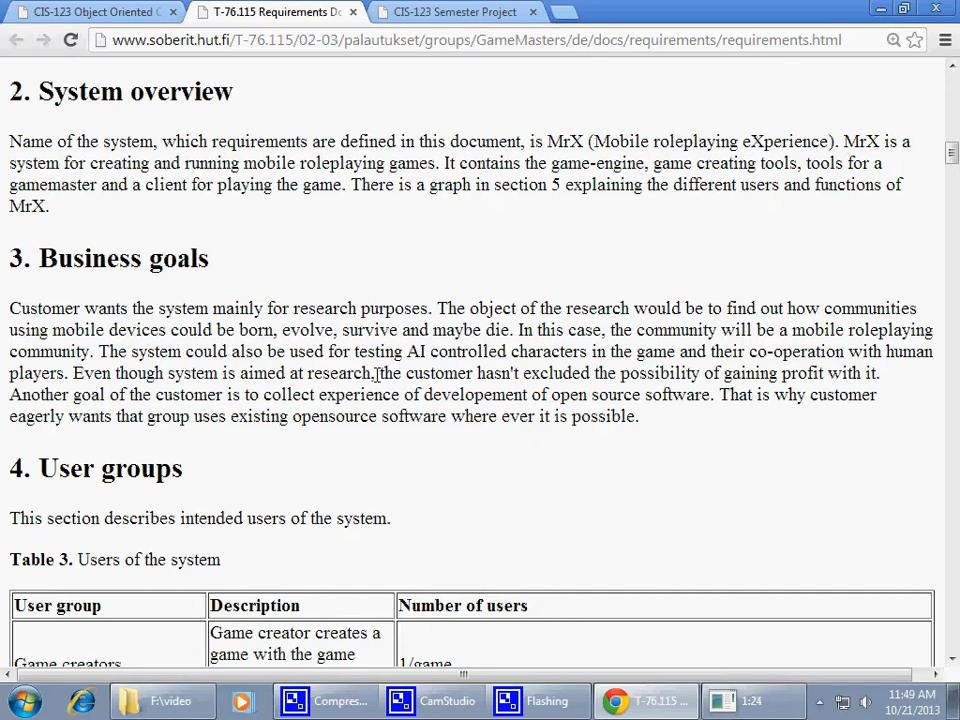 CIS-123 Object Oriented C
T-76.115 Requirements Do
CIS-123 Semester Project
www.soberit.hut.fi/T-76.115/02-03/palautukset/groups/GameMasters/de/docs/requirements/requirements.html
2. System overview
Name of the system, which requirements are defined in this document, is MrX (Mobile roleplaying eXperience). MrX is a
system for creating and running mobile roleplaying games. It contains the game-engine, game creating tools, tools for a
gamemaster and a client for playing the game. There is a graph in section 5 explaining the different users and functions of
MrX.
3. Business goals
Customer wants the system mainly for research purposes. The object of the research would be to find out how communities
using mobile devices could be born, evolve, survive and maybe die. In this case, the community will be a mobile roleplaying
community. The system could also be used for testing AI controlled characters in the game and their co-operation with human
players. Even though system is aimed at research, the customer hasn't excluded the possibility of gaining profit with it.
Another goal of the customer is to collect experience of developement of open source software. That is why customer
eagerly wants that group uses existing opensource software where ever it is possible.
4. User groups
This section describes intended users of the system.
Table 3. Users of the system
User group Description Number of users
Game creator creates a
game with the game
Game creators 1/game
F:\video
Compres...
CamStudio
Flashing
T-76.115 ...
1:24
11:49 AM
10/21/2013